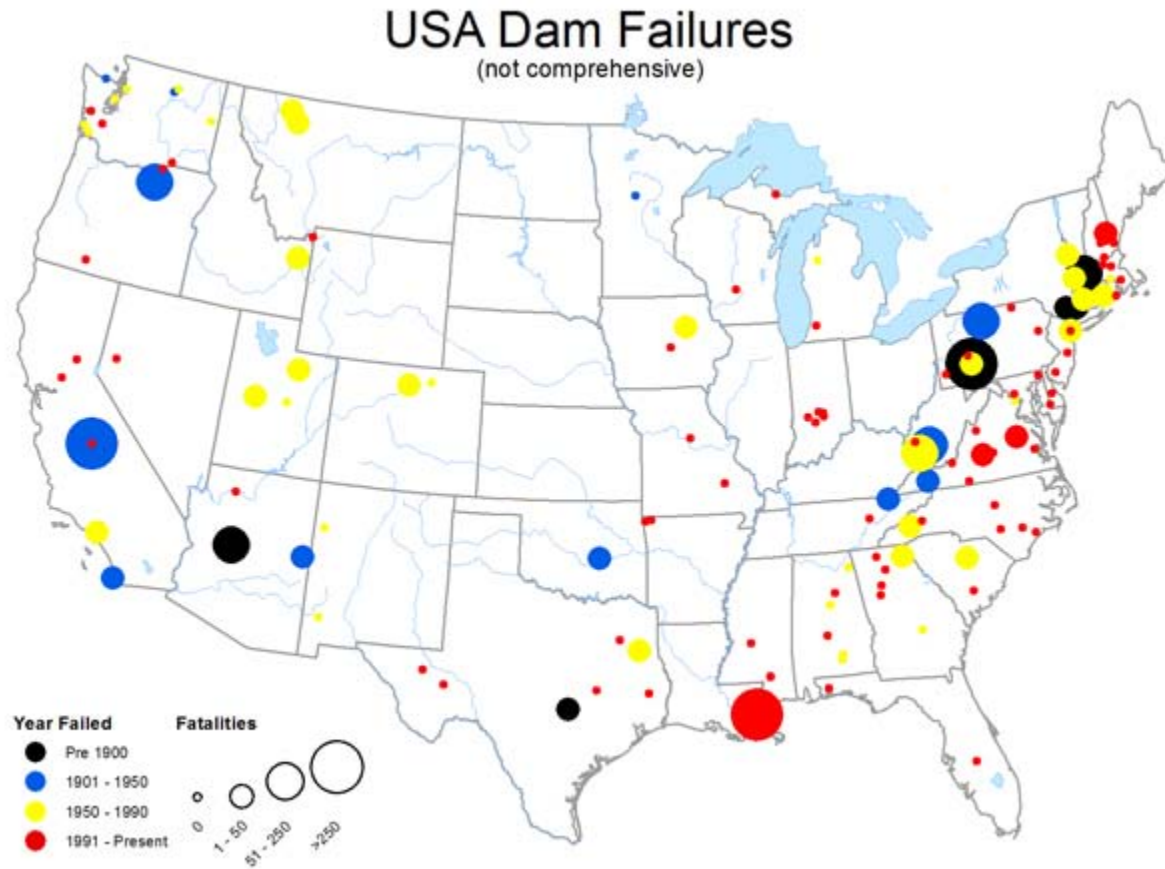 USA Dam Failures
(not comprehensive)
Year Failed
Pre 1900
1901 - 1950
1950 - 1990
1991 - Present
Fatalities
0
1 - 50
51 - 250
>250